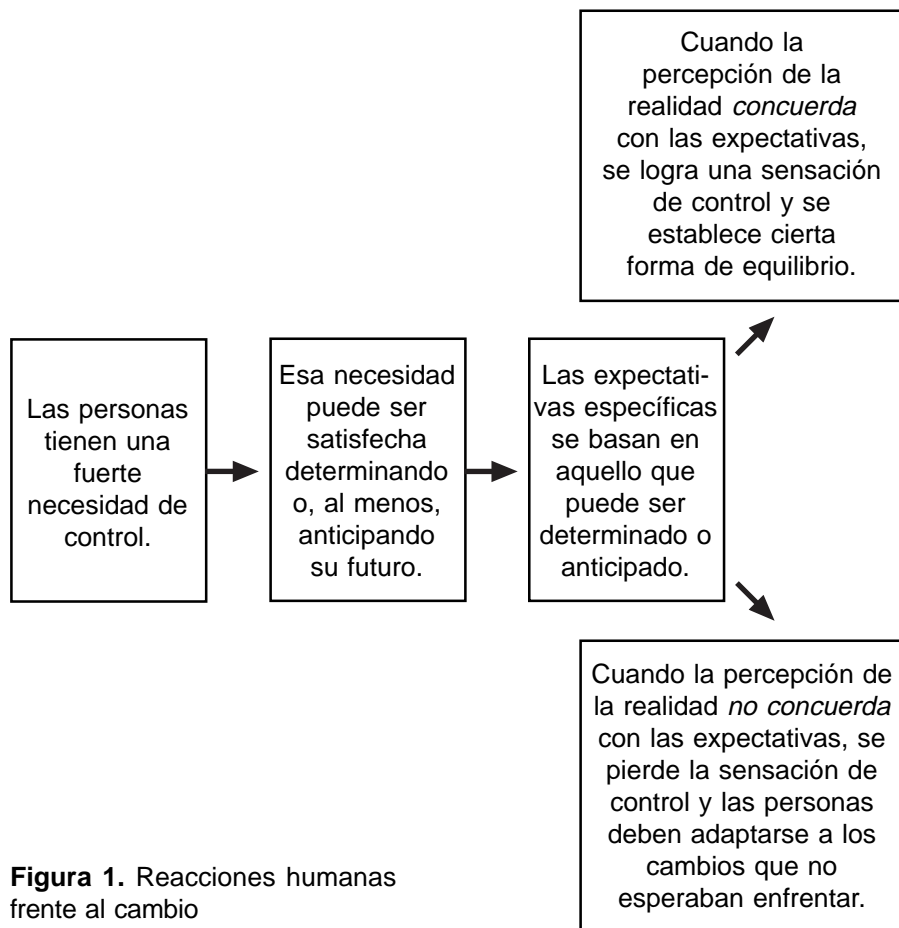 Cuando la
percepción de la
realidad concuerda
con las expectativas,
se logra una sensación
de control y se
establece cierta
forma de equilibrio.
Las personas
tienen una
fuerte
necesidad de
control.
Esa necesidad
puede ser
satisfecha
determinando
o, al menos,
anticipando
su futuro.
Las expectati-
vas específicas
se basan en
aquello que
puede ser
determinado o
anticipado.
Cuando la percepción de
la realidad no concuerda
con las expectativas, se
pierde la sensación de
control y las personas
deben adaptarse a los
cambios que no
esperaban enfrentar.
Figura 1. Reacciones humanas
frente al cambio